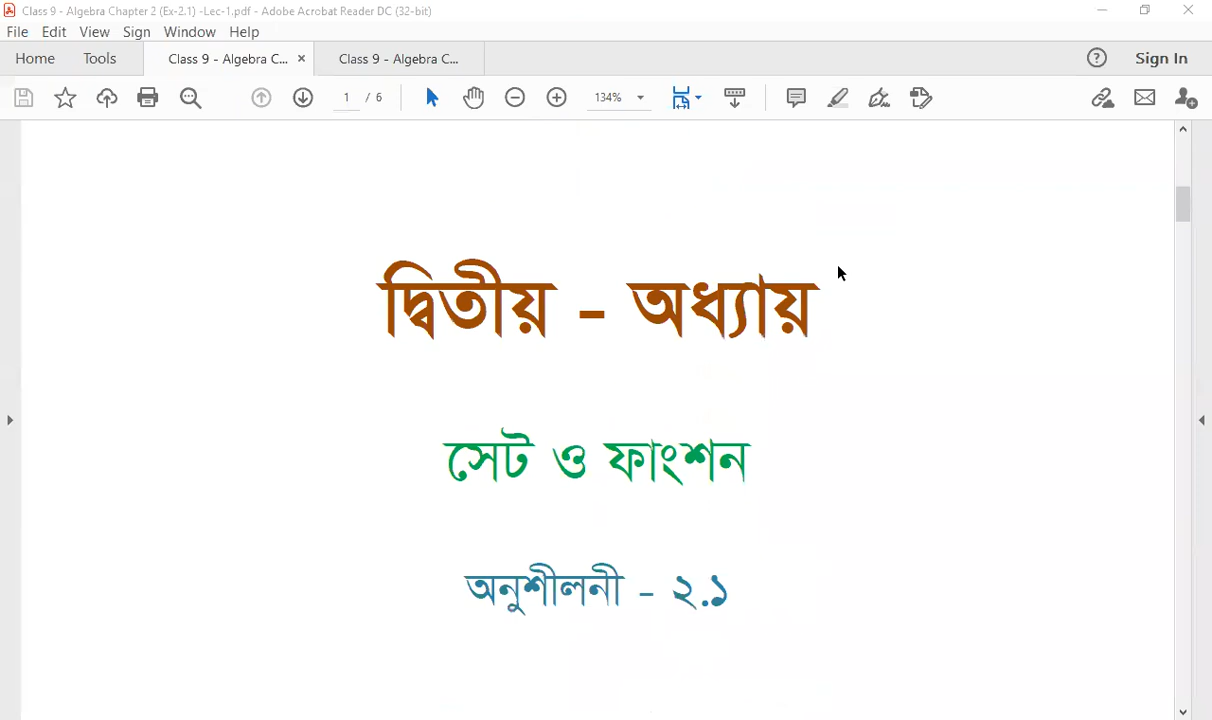 Class 9 - Algebra Chapter 2 (Ex-2.1) -Lec-1.pdf - Adobe Acrobat Reader DC (32-bit)
File Edit View Sign Window Help
Home Tools Class 9 - Algebra C... × Class 9 - Algebra C... Sign In
1 / 6 134%
দ্বিতীয় - অধ্যায়
সেট ও ফাংশন
অনুশীলনী - ২.১